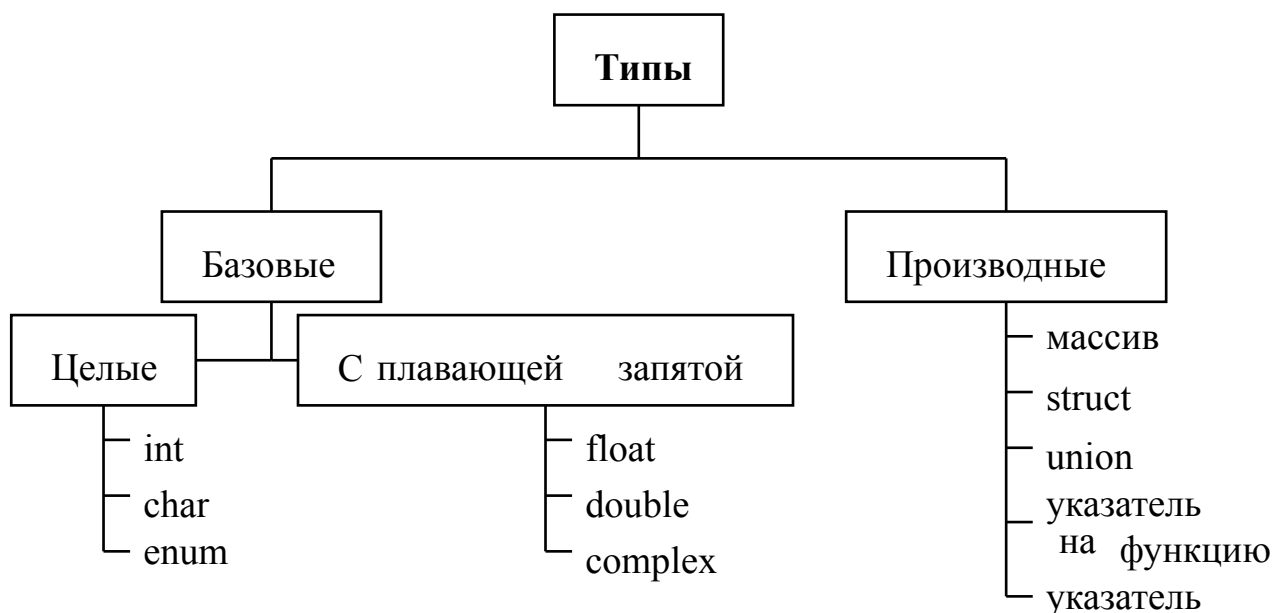 Типы
Базовые
Производные
Целые
С плавающей запятой
int
char
enum
float
double
complex
массив
struct
union
указатель
на функцию
указатель